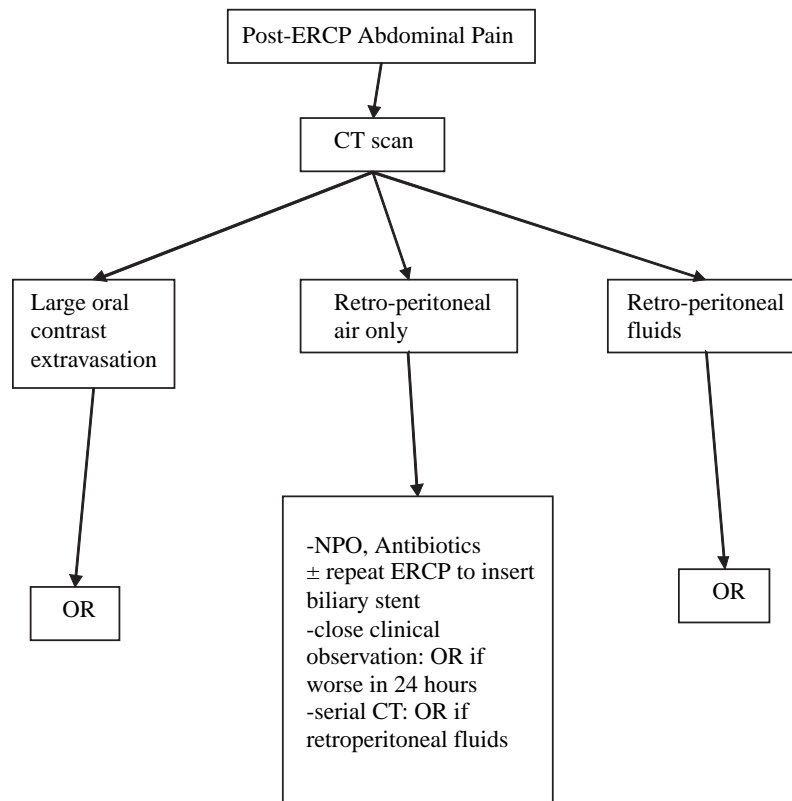 Post-ERCP Abdominal Pain
CT scan
Large oral
contrast
extravasation
Retro-peritoneal
air only
Retro-peritoneal
fluids
OR
-NPO, Antibiotics
± repeat ERCP to insert
biliary stent
-close clinical
observation: OR if
worse in 24 hours
-serial CT: OR if
retroperitoneal fluids
OR